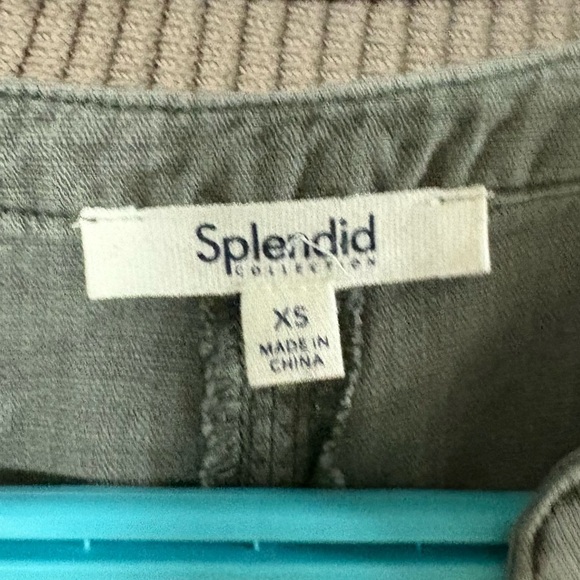 Splendid
COLLECTION
XS
MADE IN
CHINA